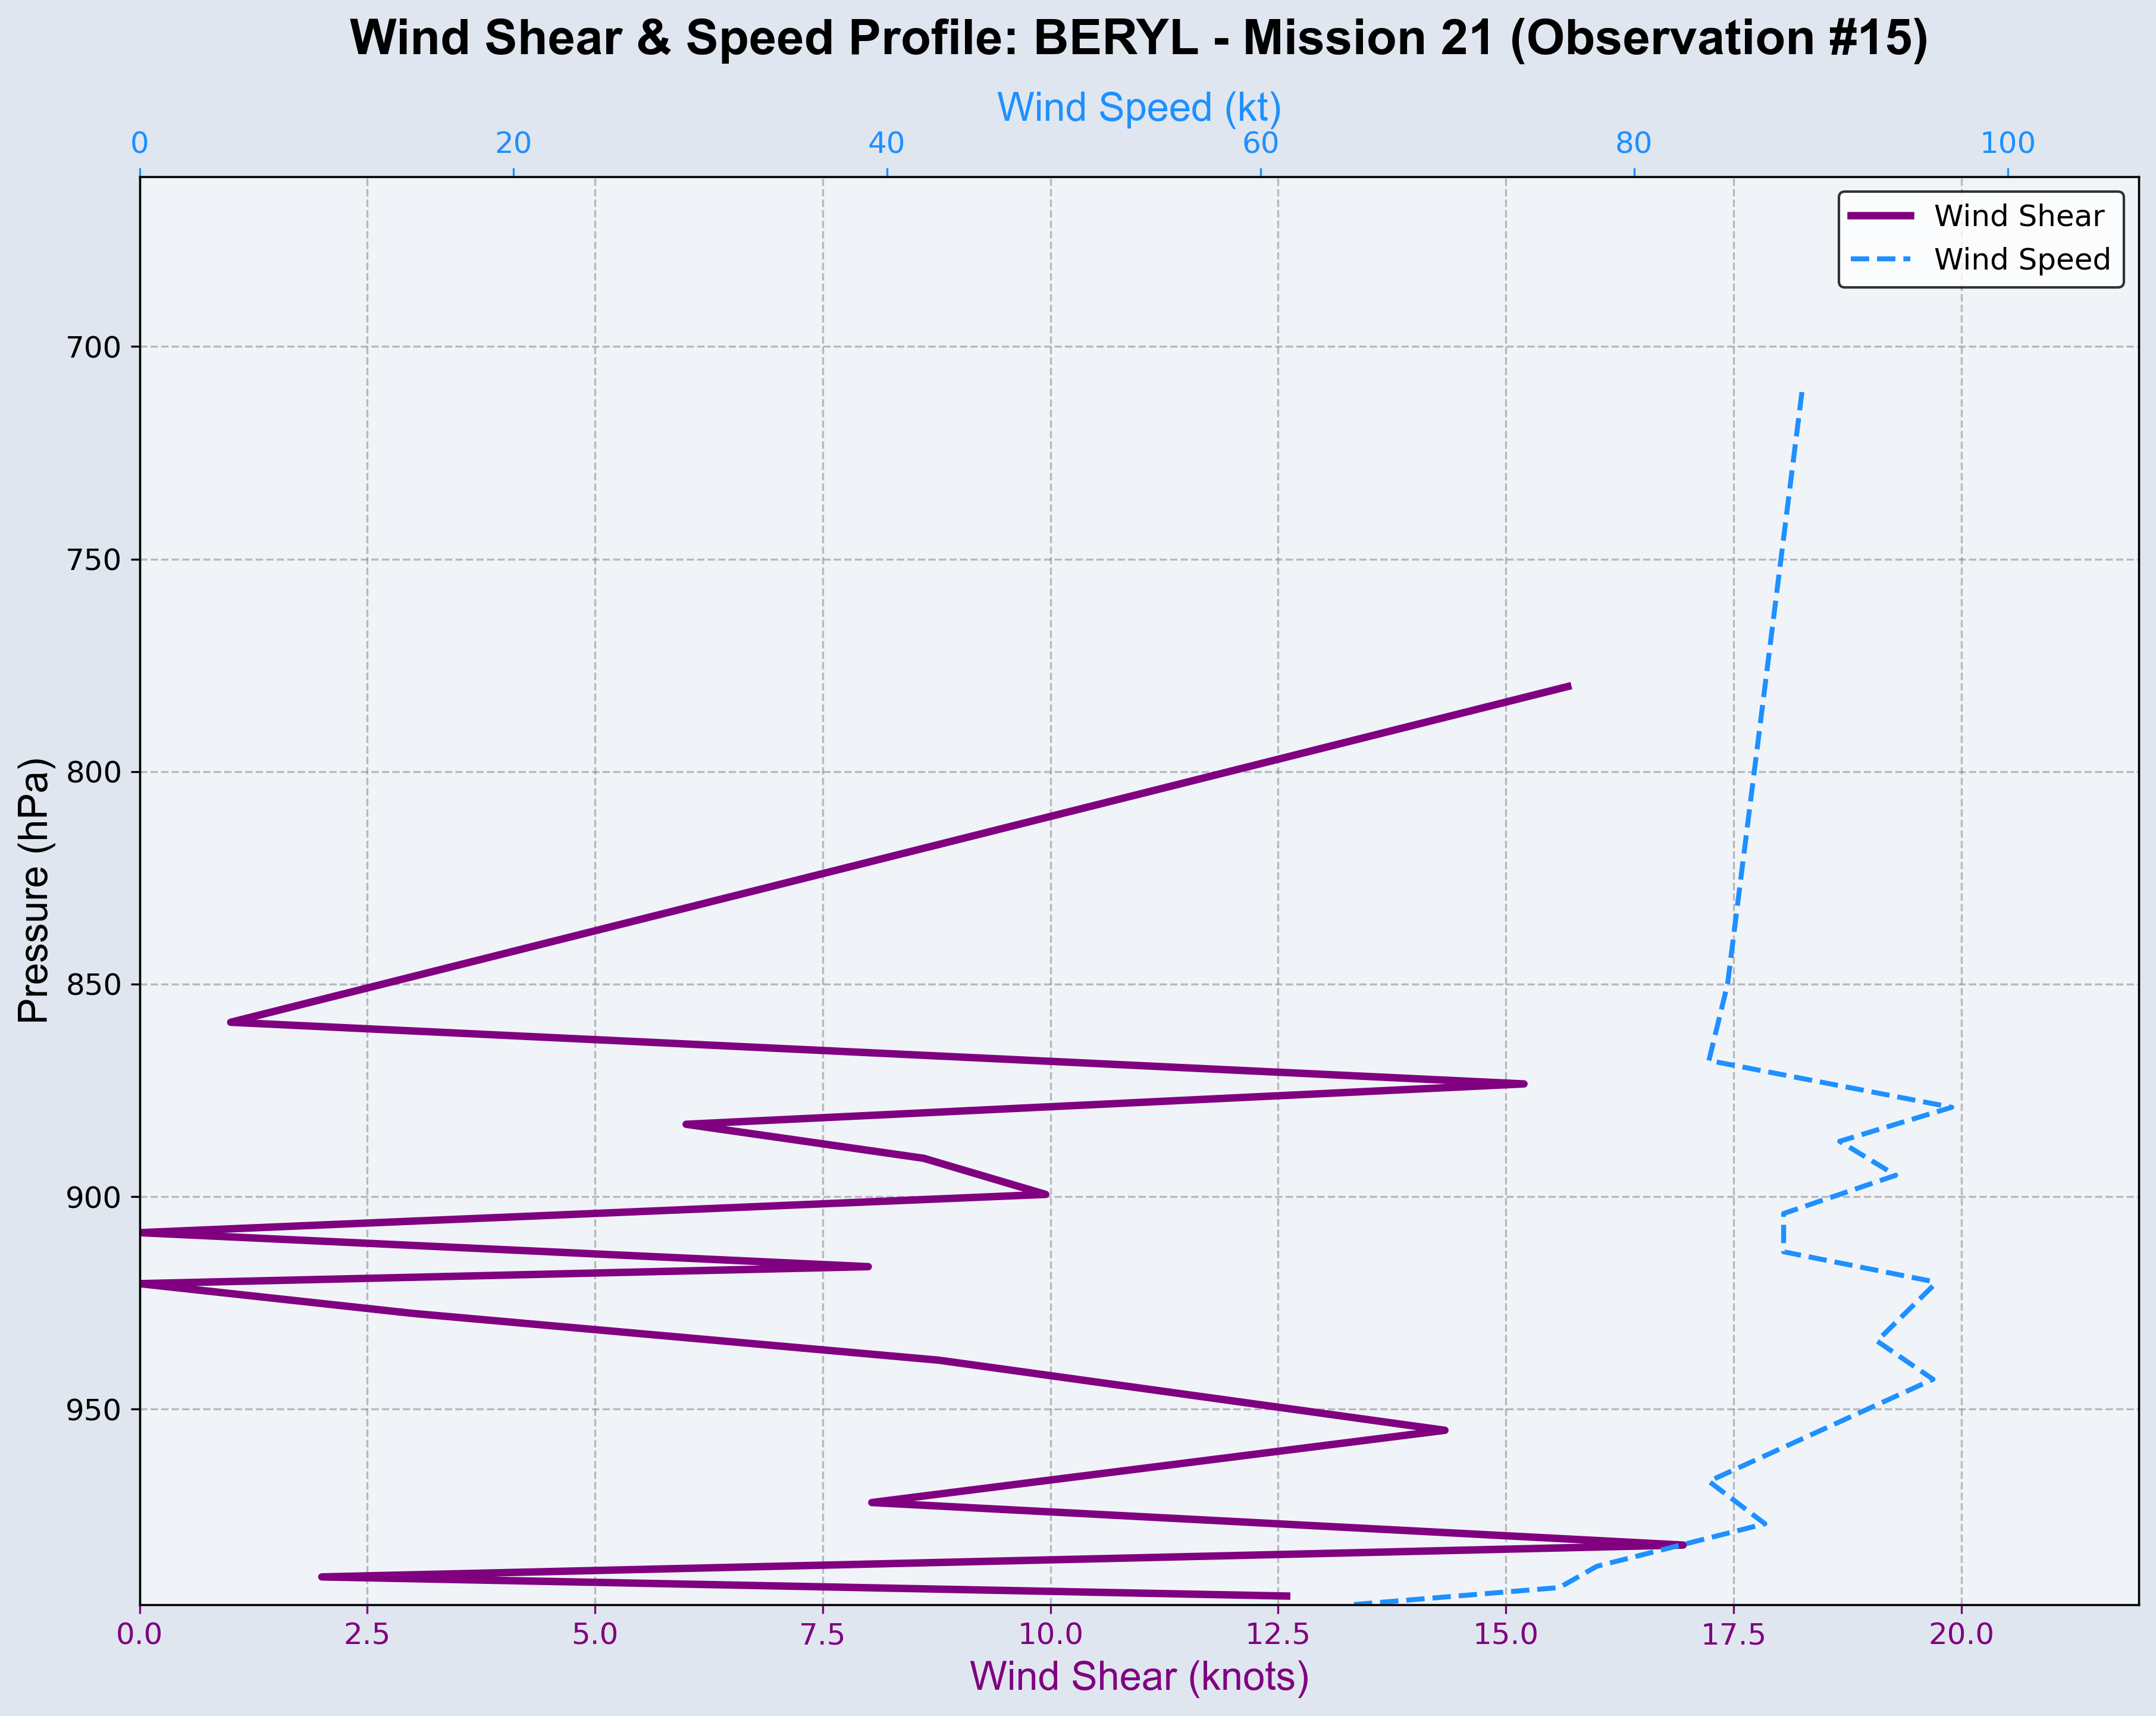 Wind Shear & Speed Profile: BERYL - Mission 21 (Observation #15)
Wind Speed (kt)
0 20 40 60 80 100
Wind Shear
Wind Speed
700
750
800
850
900
950
Pressure (hPa)
0.0 2.5 5.0 7.5 10.0 12.5 15.0 17.5 20.0
Wind Shear (knots)